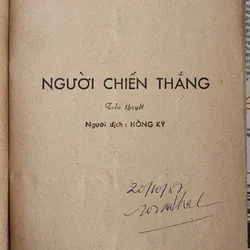 NGƯỜI CHIẾN THẮNG
Tiểu thuyết
Người dịch : HỒNG KỲ
20/10/87